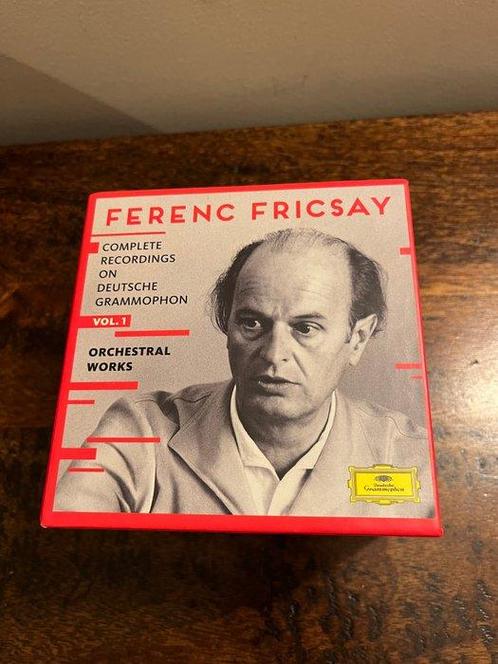 FERENC FRICSAY
COMPLETE
RECORDINGS
ON
DEUTSCHE
GRAMMOPHON
VOL. 1
ORCHESTRAL
WORKS
Deutsche
Grammophon